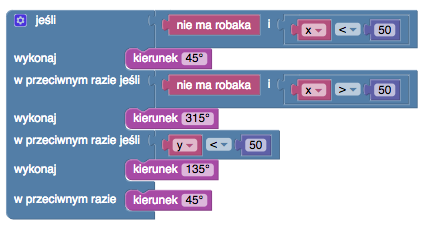 jeśli nie ma robaka i x < 50
wykonaj kierunek 45°
w przeciwnym razie jeśli nie ma robaka i x > 50
wykonaj kierunek 315°
w przeciwnym razie jeśli y < 50
wykonaj kierunek 135°
w przeciwnym razie kierunek 45°